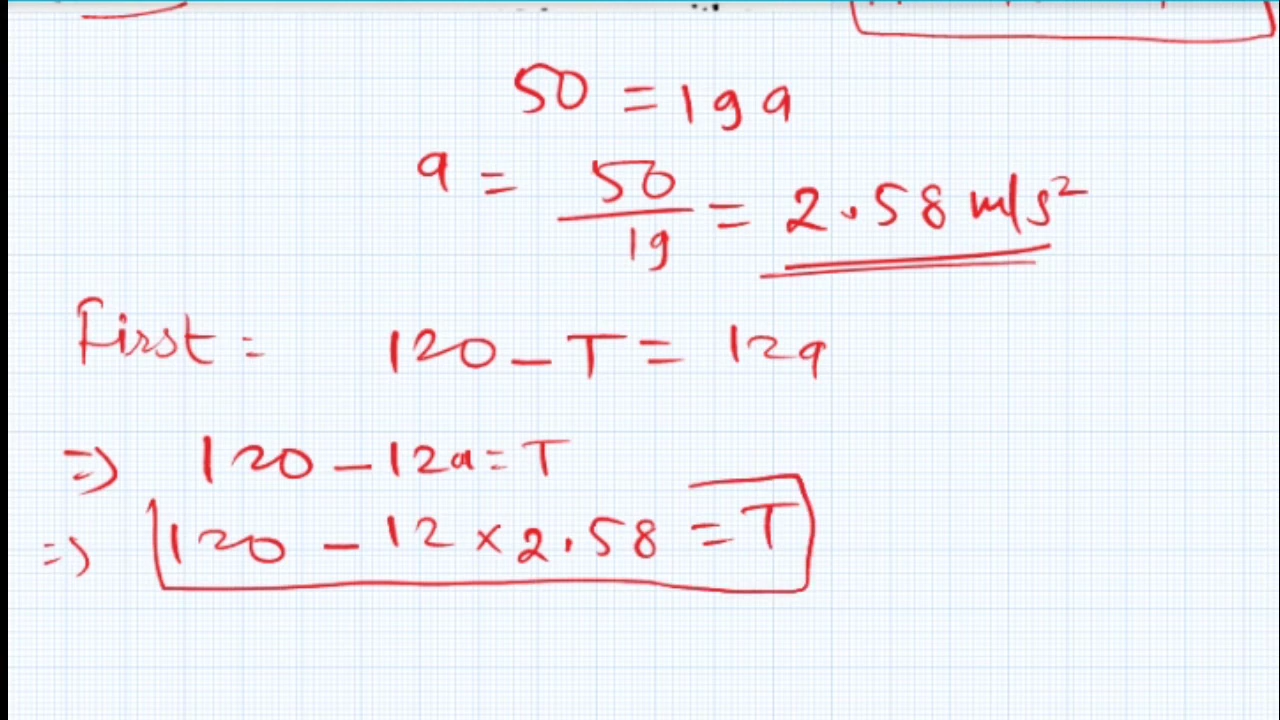 50 = 19a
a = 50/19 = 2.58 m/s²
First = 120 - T = 12a
⇒ 120 - 12a = T
⇒ 120 - 12 × 2.58 = T